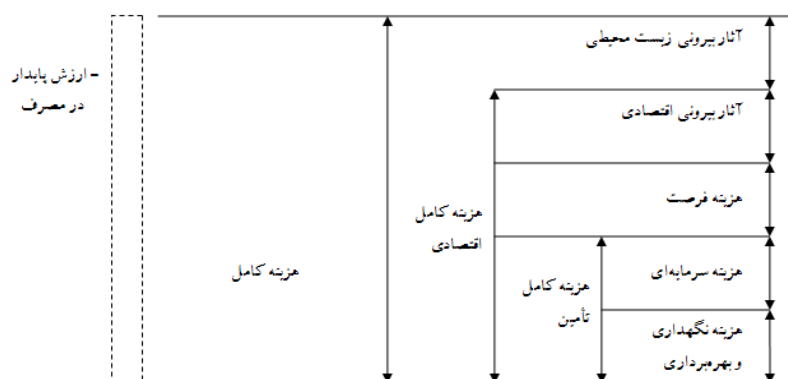 آثار بیرونی زیست محیطی
- ارزش پایدار
در مصرف
آثار بیرونی اقتصادی
هزینه فرصت
هزینه کامل
اقتصادی
هزینه کامل
هزینه سرمایه‌ای
هزینه کامل
تأمین
هزینه نگهداری
و بهره‌برداری